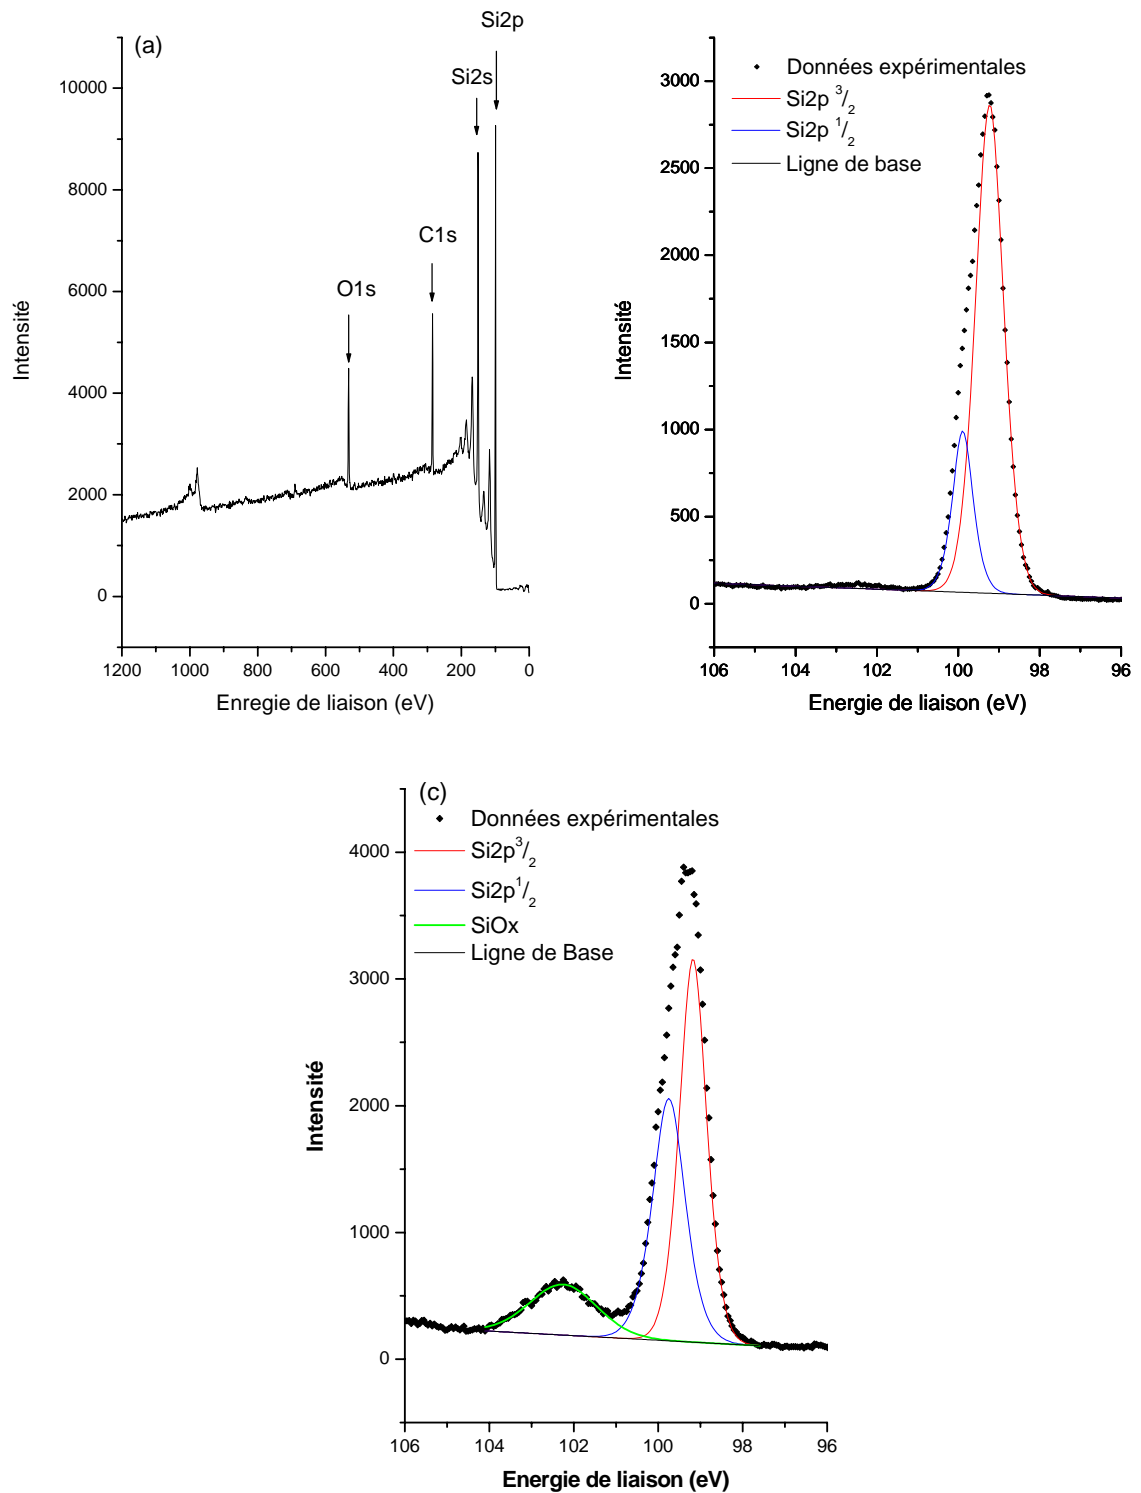 (a)
Si2p
Si2s
C1s
O1s
10000
8000
6000
4000
2000
0
Intensité
1200 1000 800 600 400 200 0
Enregie de liaison (eV)
Données expérimentales
Si2p 3/2
Si2p 1/2
Ligne de base
3000
2500
2000
1500
1000
500
0
Intensité
106 104 102 100 98 96
Energie de liaison (eV)
(c)
Données expérimentales
Si2p3/2
Si2p1/2
SiOx
Ligne de Base
4000
3000
2000
1000
0
Intensité
106 104 102 100 98 96
Energie de liaison (eV)